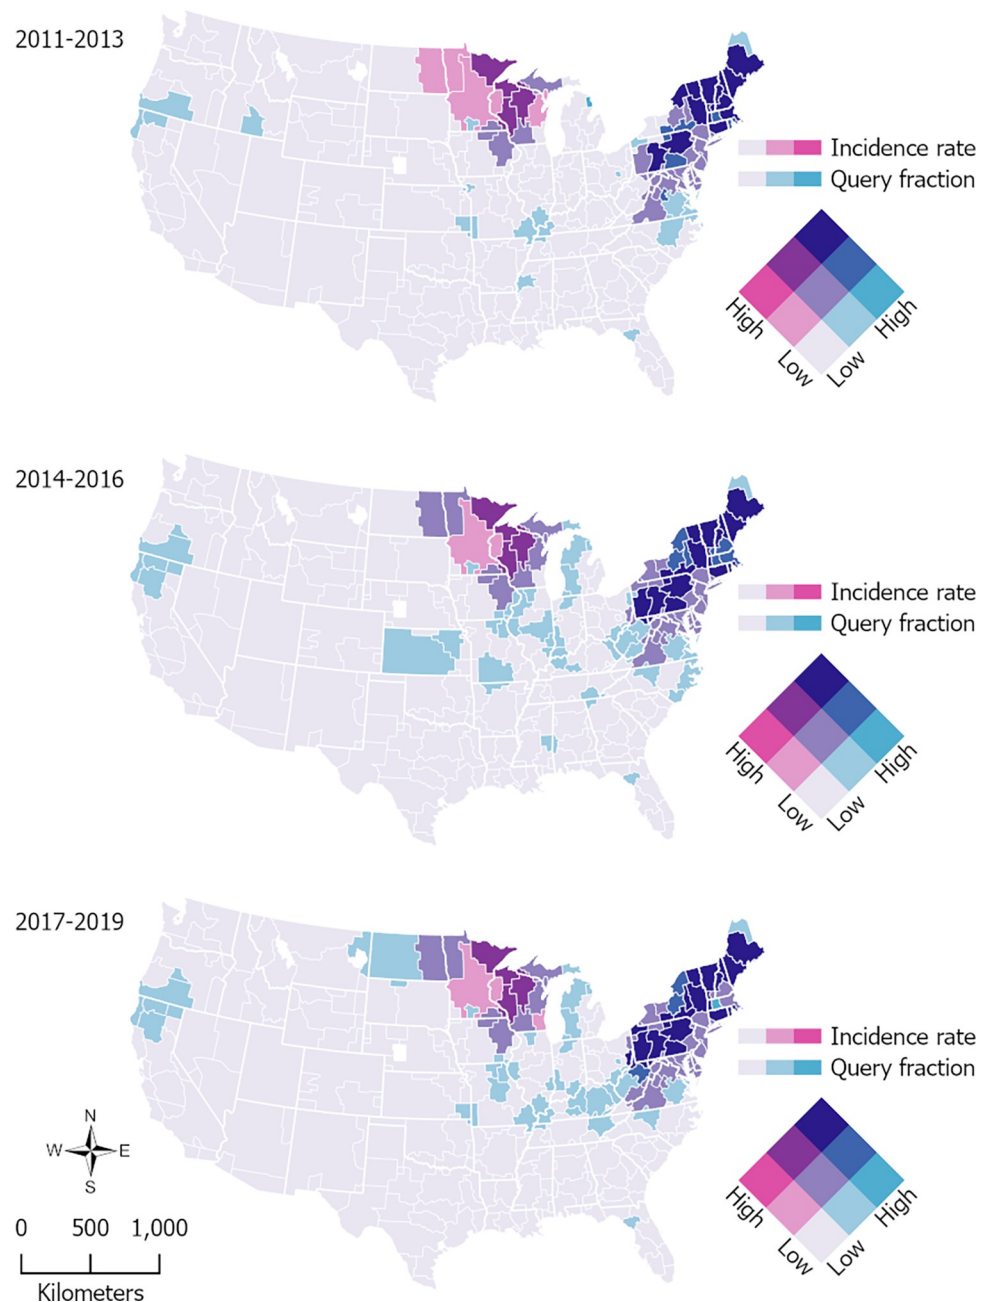 2011-2013
Incidence rate
Query fraction
High
Low
Low
High
2014-2016
Incidence rate
Query fraction
High
Low
Low
High
2017-2019
Incidence rate
Query fraction
High
Low
Low
High
N
W E
S
0 500 1,000
Kilometers